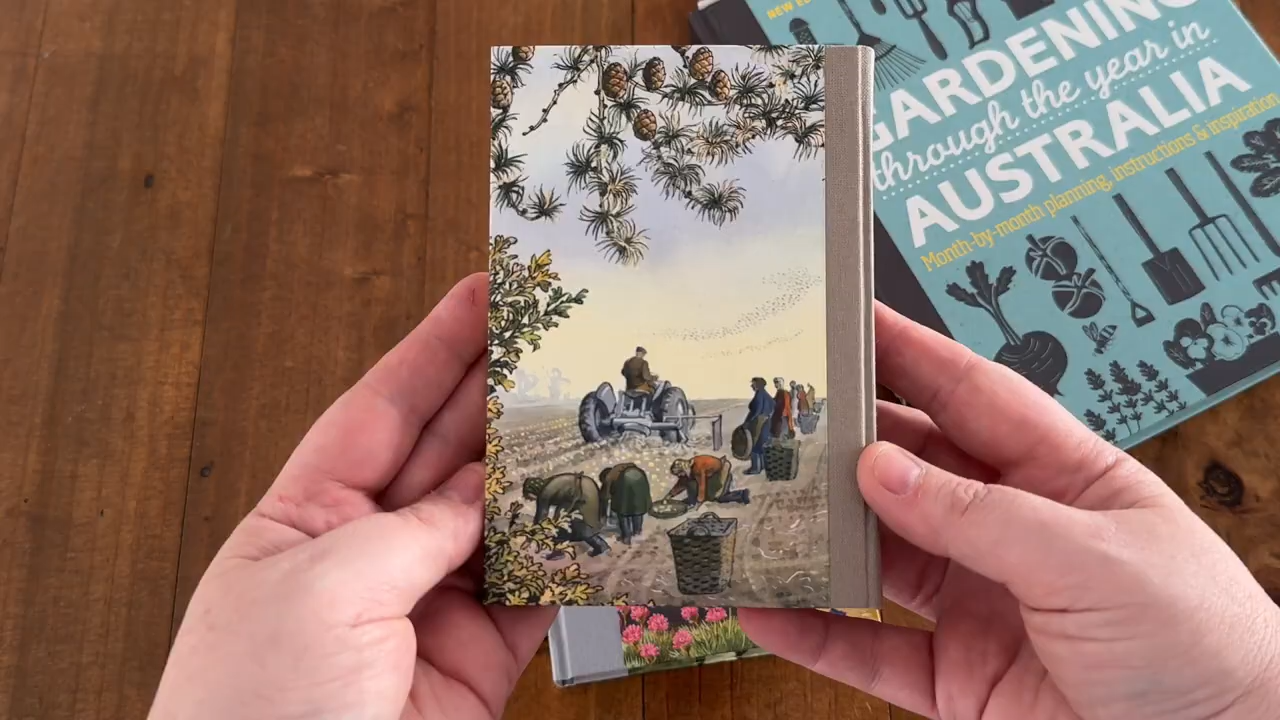 GARDENING
through the year in
AUSTRALIA
Month-by-month planning, instructions & inspiration